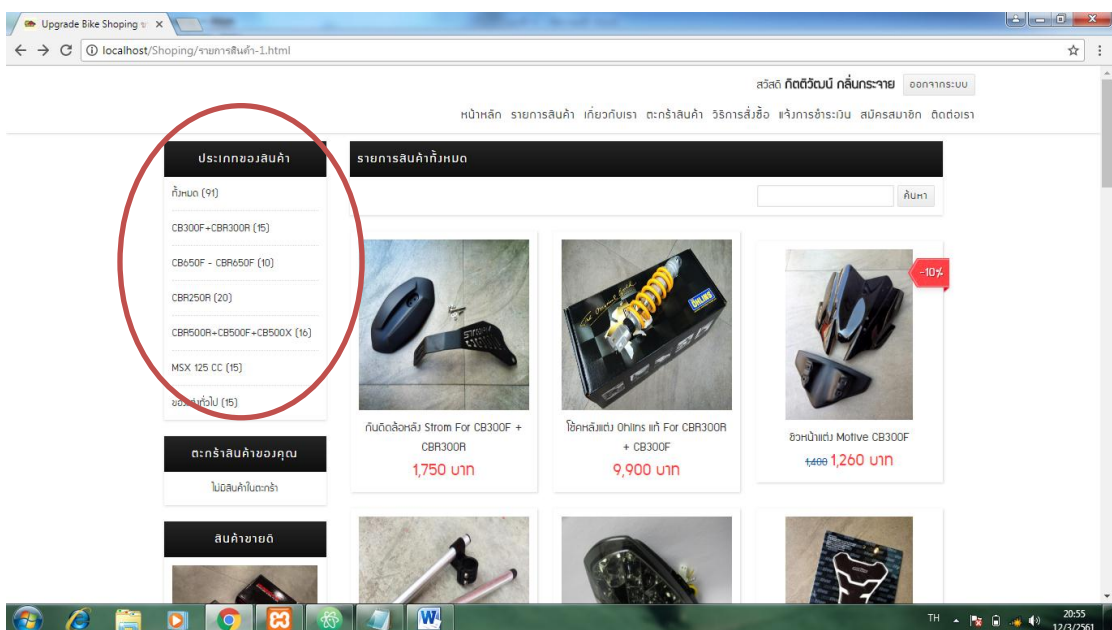 Upgrade Bike Shoping
localhost/Shoping/รายการสินค้า-1.html
สวัสดี กิตติวัฒน์ กลิ่นกระจาย ออกจากระบบ
หน้าหลัก รายการสินค้า เกี่ยวกับเรา ตะกร้าสินค้า วิธีการสั่งซื้อ แจ้งการชำระเงิน สมัครสมาชิก ติดต่อเรา
ประเภทของสินค้า
ทั้งหมด (91)
CB300F+CBR300R (15)
CB650F - CBR650F (10)
CBR250R (20)
CBR500R+CB500F+CB500X (16)
MSX 125 CC (15)
ของแต่งทั่วไป (15)
ตะกร้าสินค้าของคุณ
ไม่มีสินค้าในตะกร้า
สินค้าขายดี
รายการสินค้าทั้งหมด
ค้นหา
กันดีดล้อหลัง Strom For CB300F +
CBR300R
1,750 บาท
ÖHLINS
โช๊คหลังแต่ง Ohlins แท้ For CBR300R
+ CB300F
9,900 บาท
-10%
ชิวหน้าแต่ง Motive CB300F
1,400 1,260 บาท
TH
20:55
12/3/2561